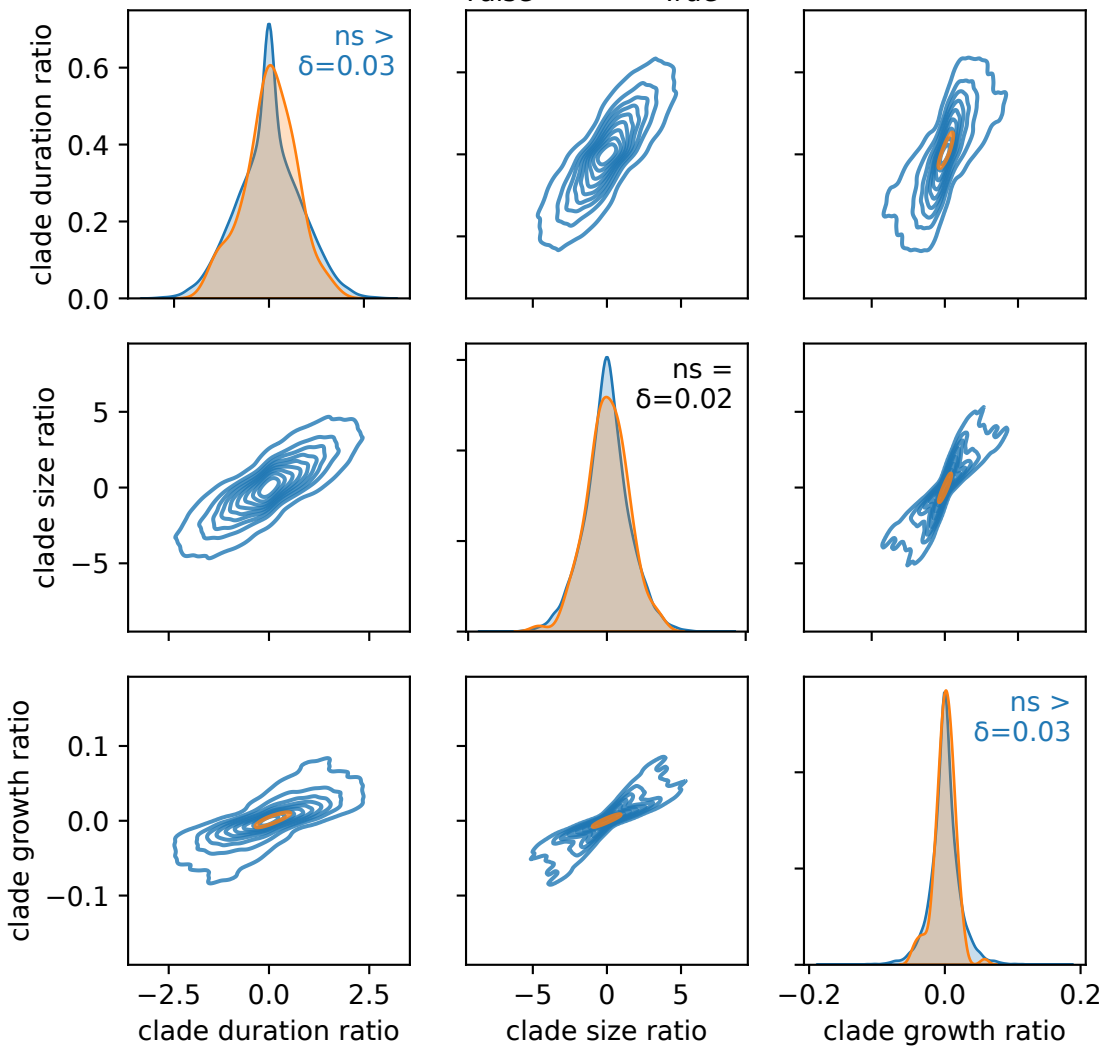 clade duration ratio
0.6
0.4
0.2
0.0
ns >
δ=0.03
clade size ratio
5
0
−5
ns =
δ=0.02
clade growth ratio
0.1
0.0
−0.1
ns >
δ=0.03
−2.5 0.0 2.5
−5 0 5
−0.2 0.0 0.2
clade duration ratio
clade size ratio
clade growth ratio